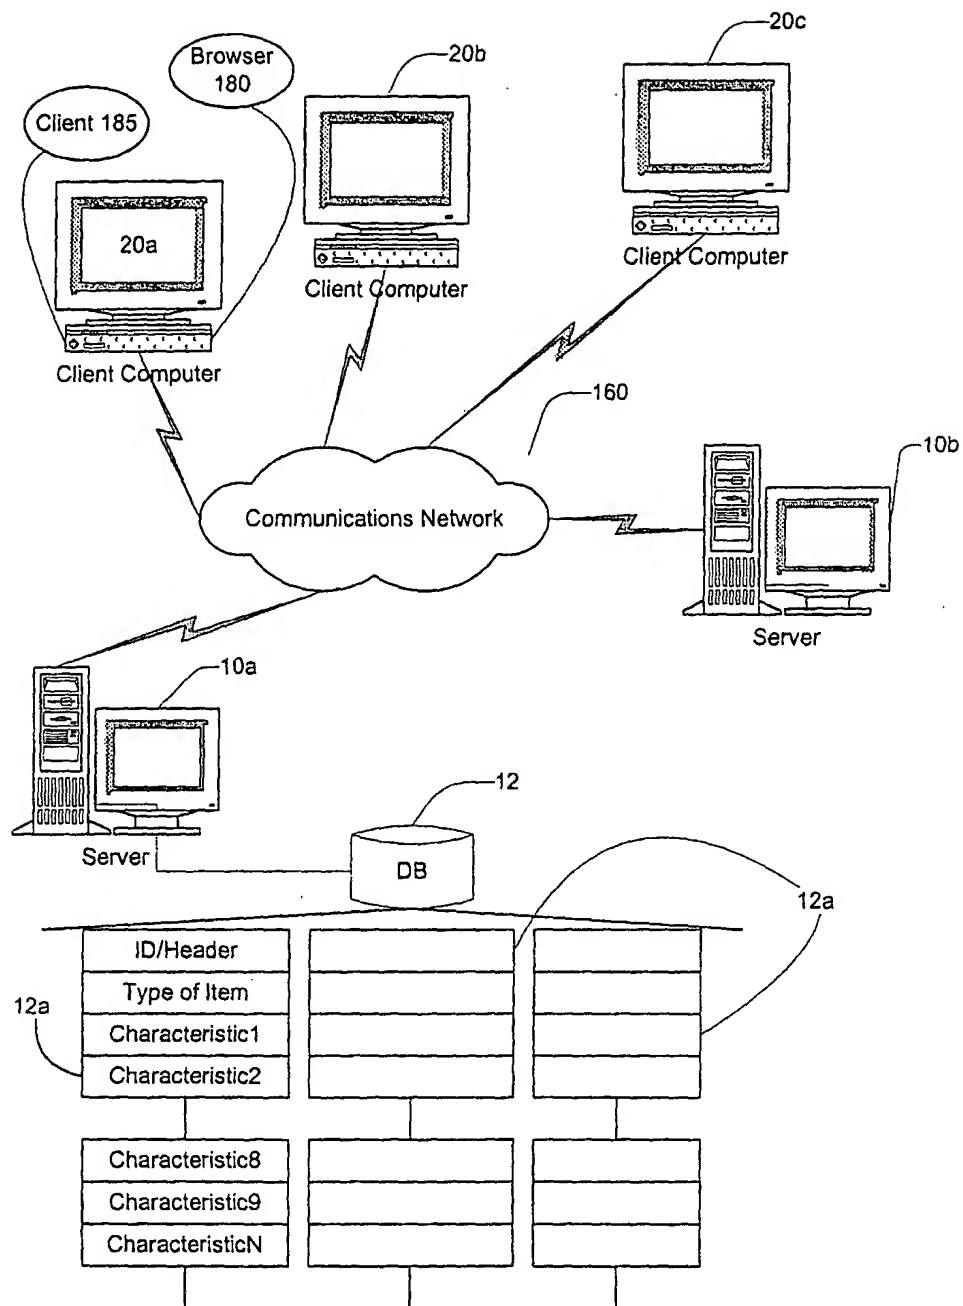 20c
Browser
180
20b
Client 185
20a
Client Computer
Client Computer
Client Computer
160
10b
Communications Network
Server
10a
12
Server
DB
12a
ID/Header
Type of Item
12a
Characteristic1
Characteristic2
Characteristic8
Characteristic9
CharacteristicN